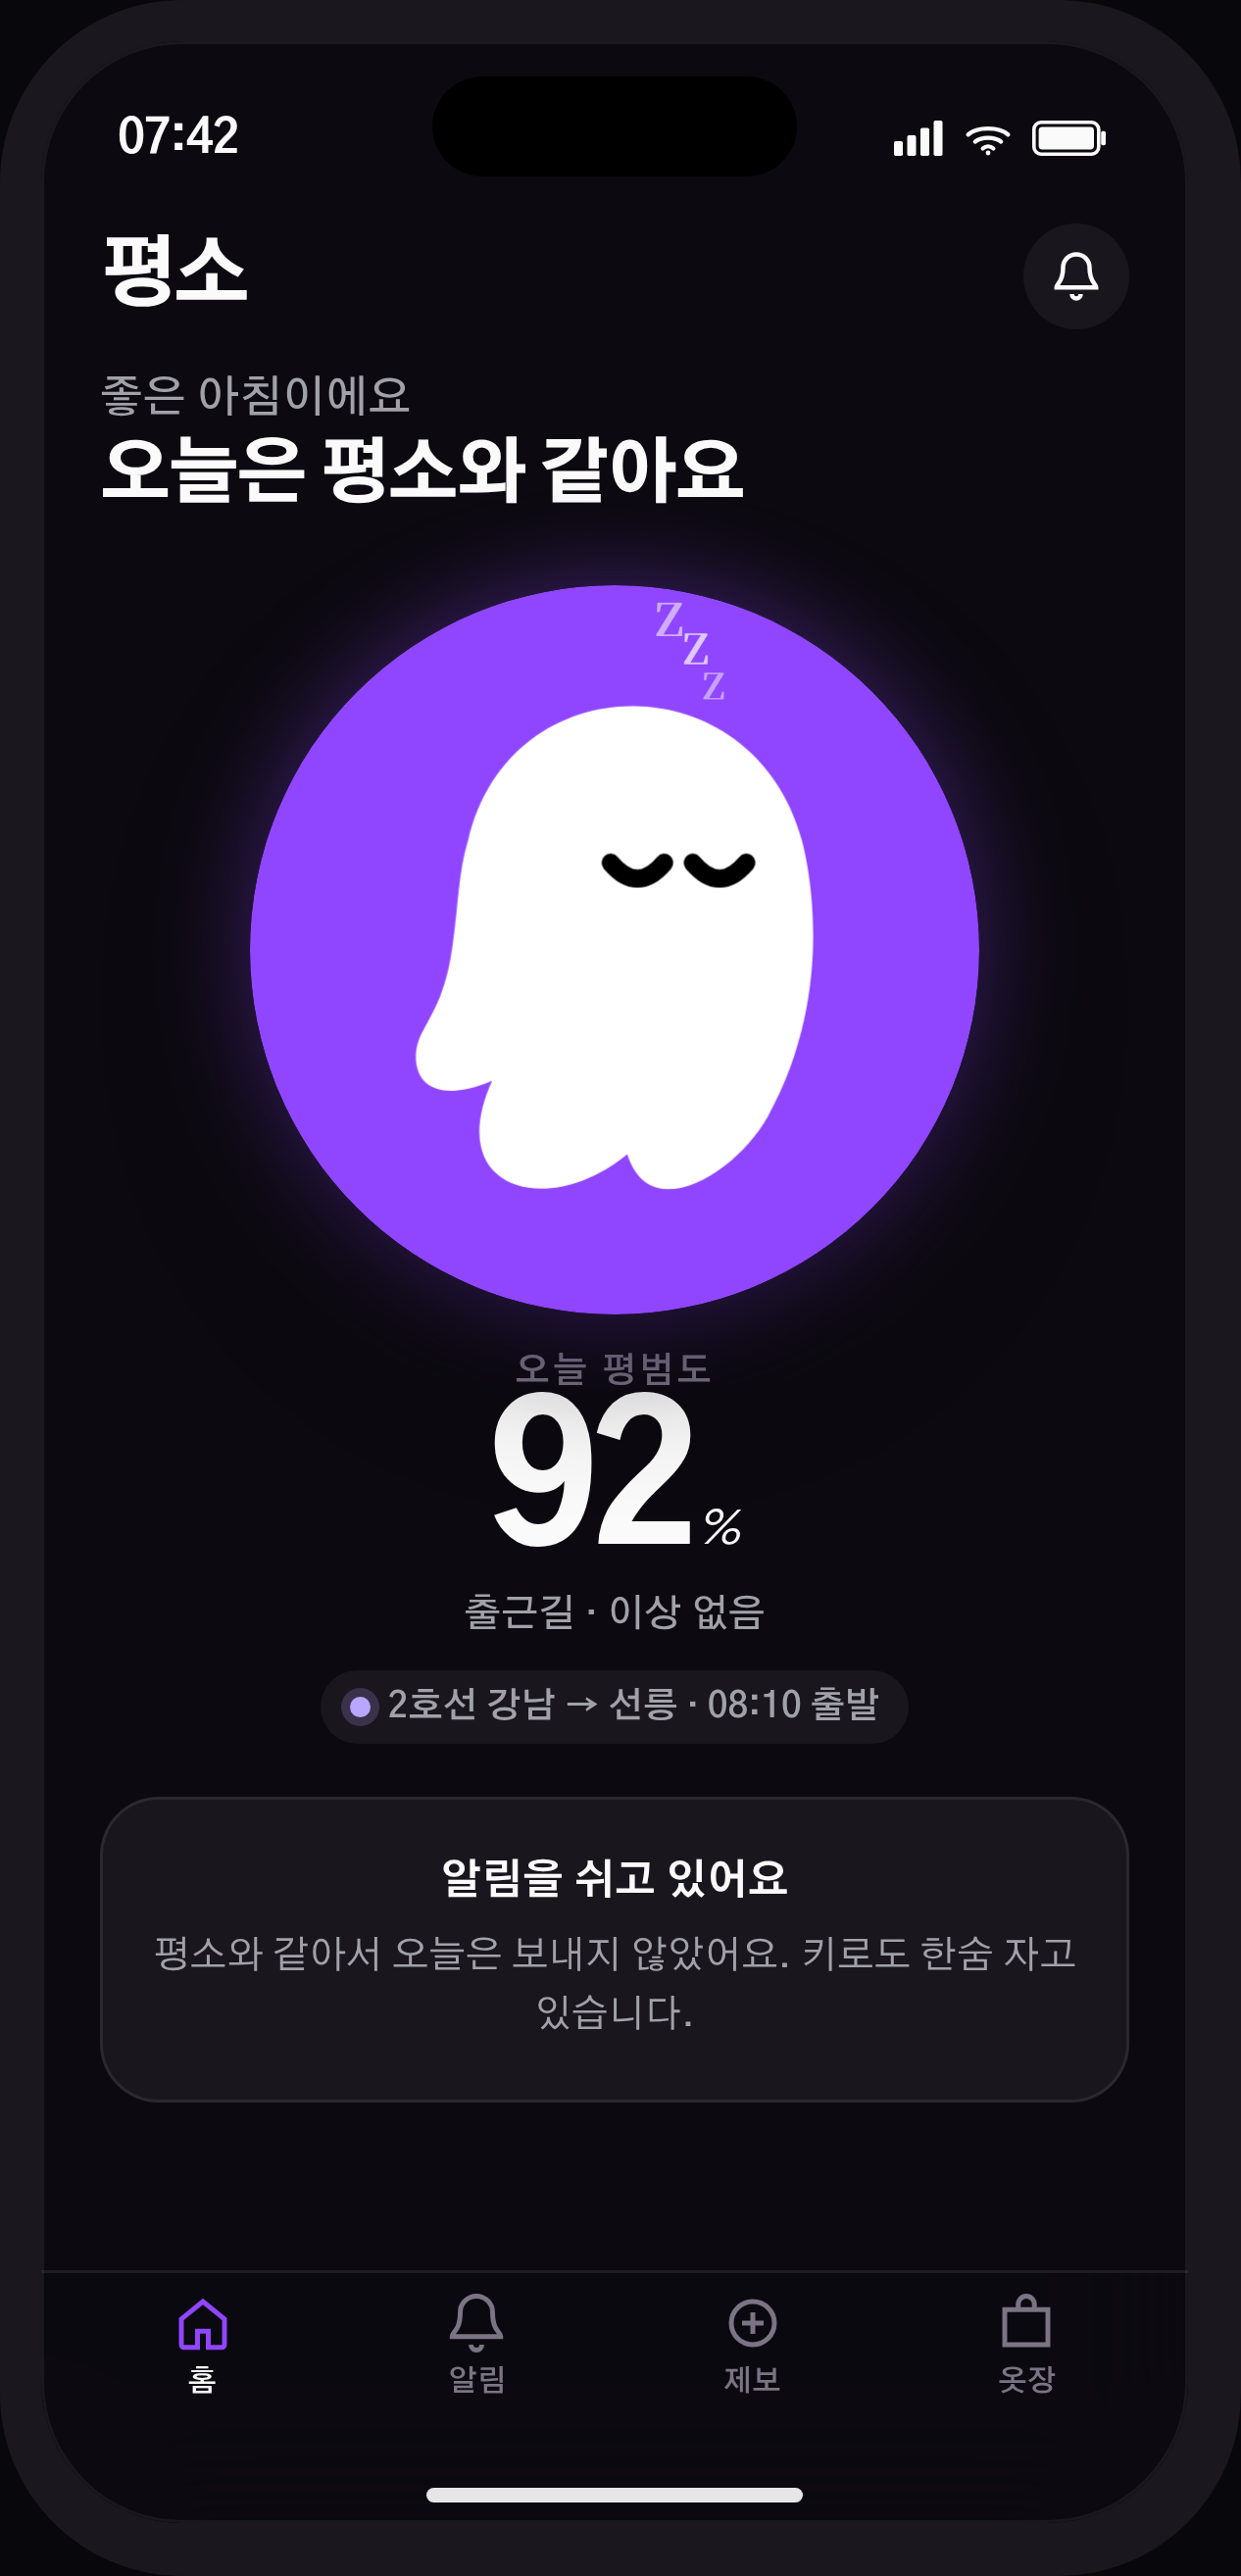 07:42
평소
좋은 아침이에요
오늘은 평소와 같아요
Z
Z
Z
오늘 평범도
92%
출근길 · 이상 없음
2호선 강남 → 선릉 · 08:10 출발
알림을 쉬고 있어요
평소와 같아서 오늘은 보내지 않았어요. 키로도 한숨 자고
있습니다.
홈 알림 제보 옷장